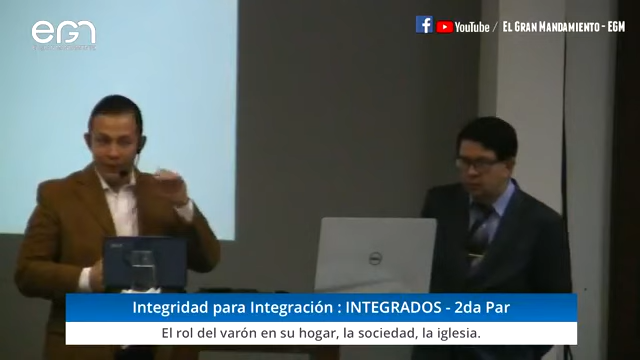 EGM
YouTube / El Gran Mandamiento - EGM
DELL
Integridad para Integración : INTEGRADOS - 2da Par
El rol del varón en su hogar, la sociedad, la iglesia.